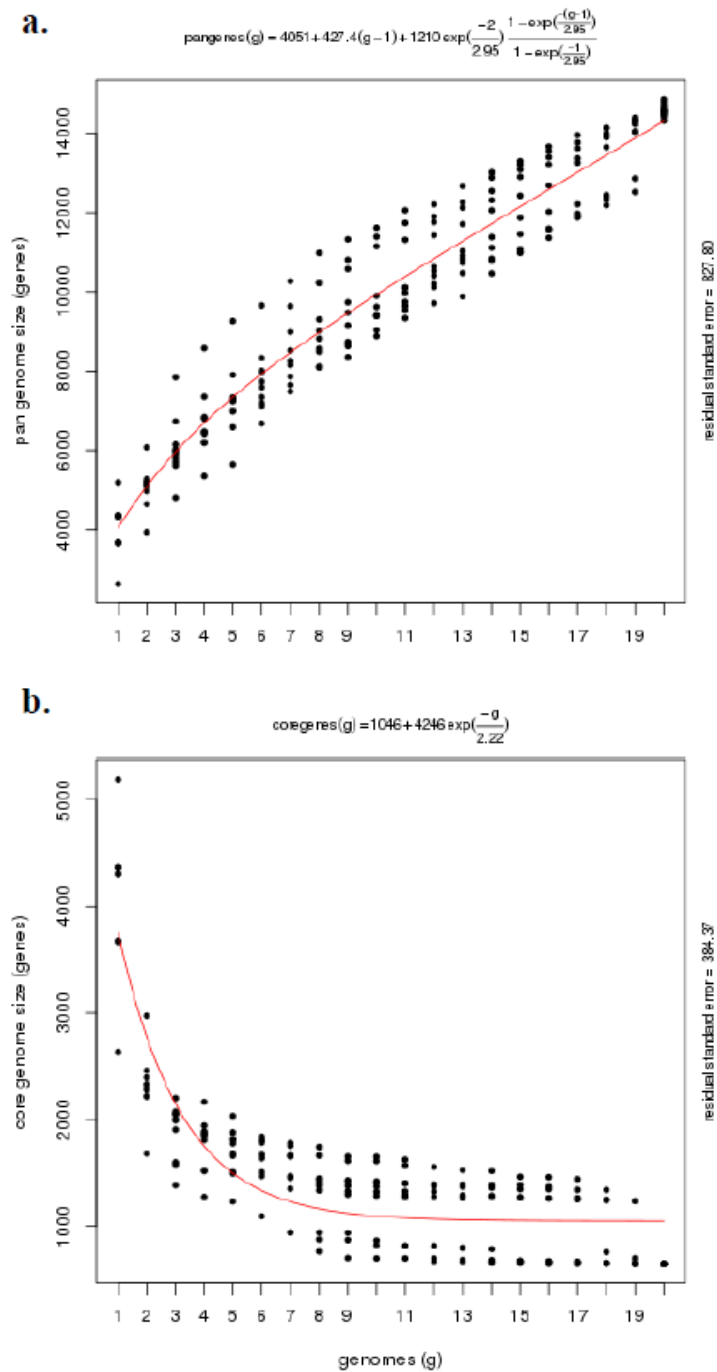 a.
pangenes (g) = 4051+427.4(g−1)+1210 exp(−2/2.95) (1−exp(−(g−1)/2.95))/(1−exp(−1/2.95))
pan genome size (genes)
14000
12000
10000
8000
6000
4000
residual standard error = 827.80
1 2 3 4 5 6 7 8 9 11 13 15 17 19
b.
coregenes(g) =1046+4246 exp(−g/2.22)
core genome size (genes)
5000
4000
3000
2000
1000
residual standard error = 384.37
1 2 3 4 5 6 7 8 9 11 13 15 17 19
genomes (g)